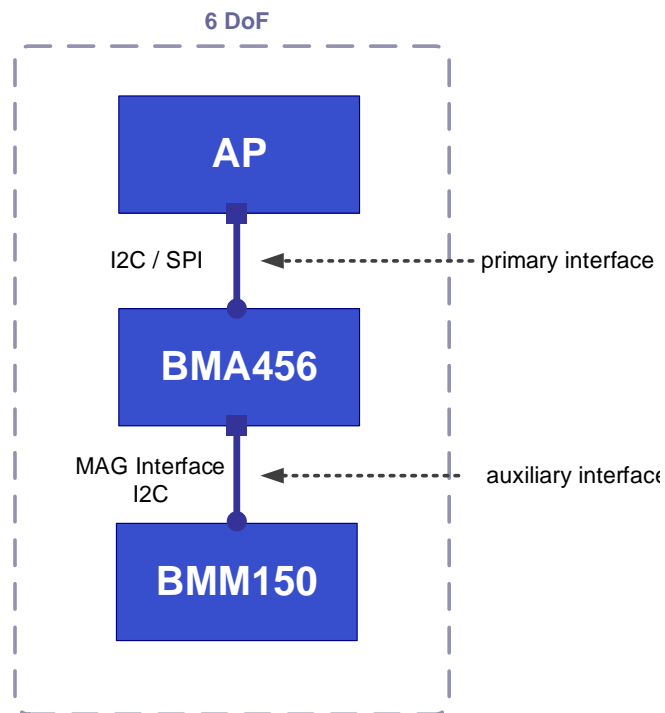 6 DoF
AP
I2C / SPI
primary interface
BMA456
MAG Interface
I2C
auxiliary interface
BMM150